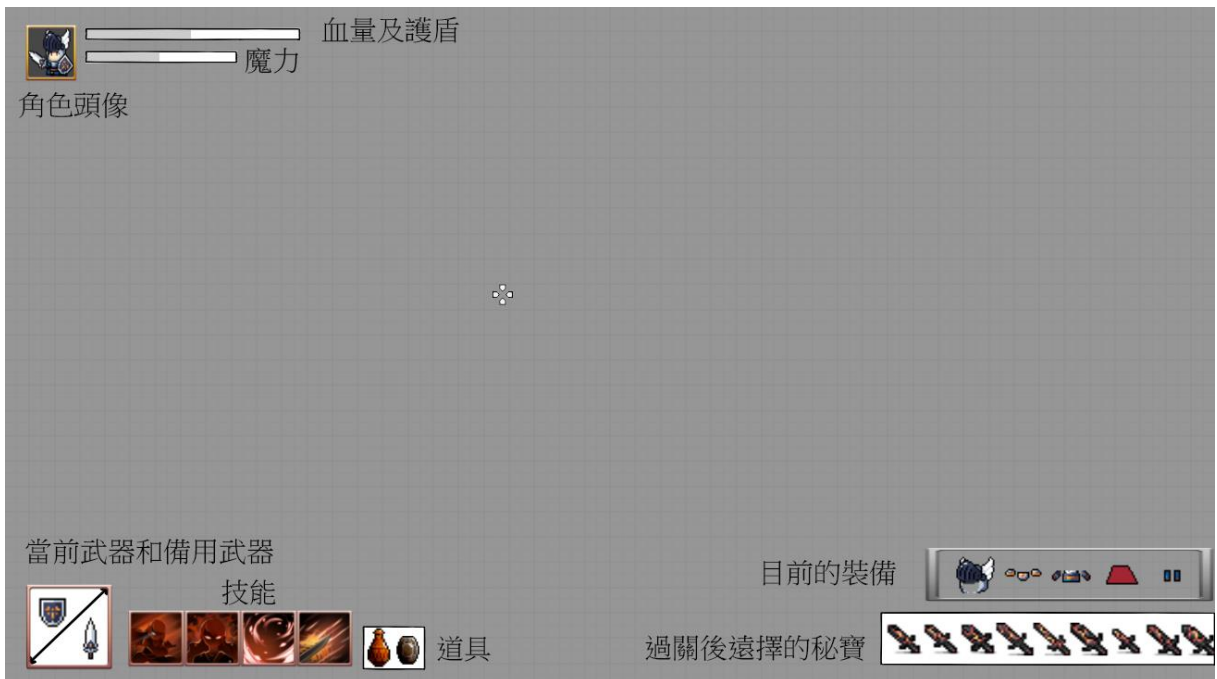 血量及護盾
魔力
角色頭像
當前武器和備用武器
技能
道具
目前的裝備
過關後遠擇的秘寶